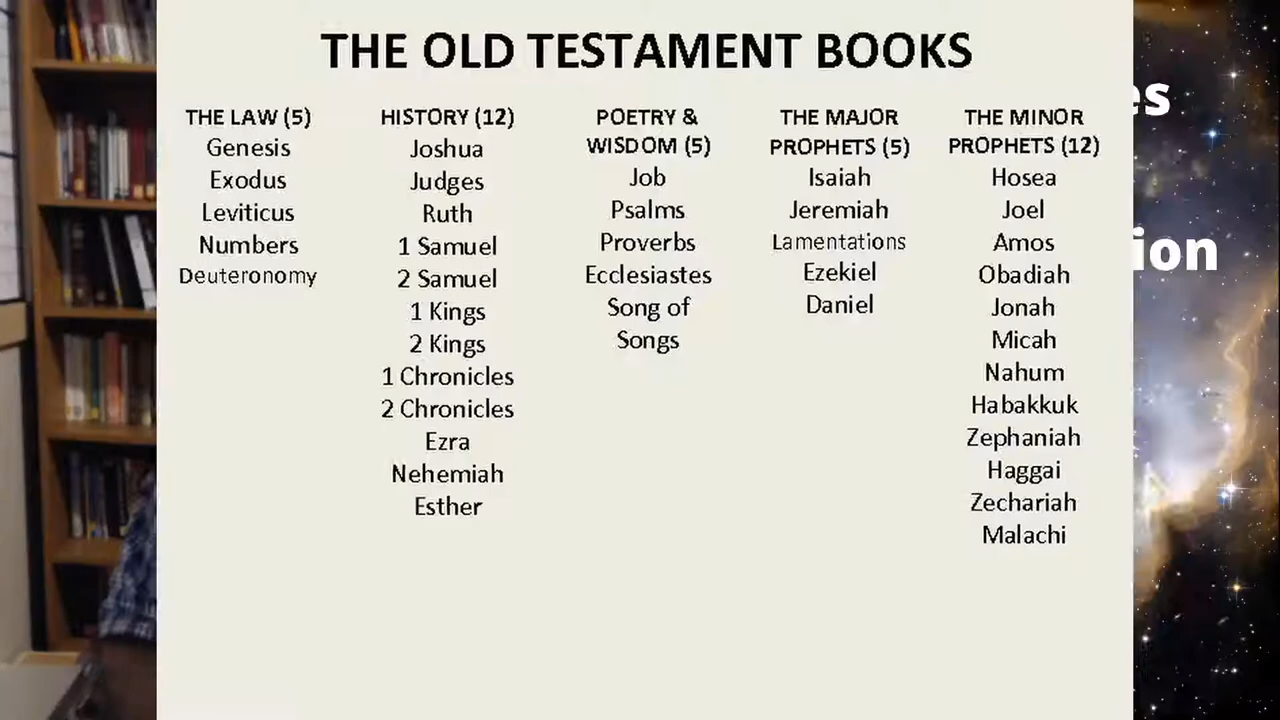 THE OLD TESTAMENT BOOKS
THE LAW (5)
Genesis
Exodus
Leviticus
Numbers
Deuteronomy
HISTORY (12)
Joshua
Judges
Ruth
1 Samuel
2 Samuel
1 Kings
2 Kings
1 Chronicles
2 Chronicles
Ezra
Nehemiah
Esther
POETRY &
WISDOM (5)
Job
Psalms
Proverbs
Ecclesiastes
Song of
Songs
THE MAJOR
PROPHETS (5)
Isaiah
Jeremiah
Lamentations
Ezekiel
Daniel
THE MINOR
PROPHETS (12)
Hosea
Joel
Amos
Obadiah
Jonah
Micah
Nahum
Habakkuk
Zephaniah
Haggai
Zechariah
Malachi
es
ion